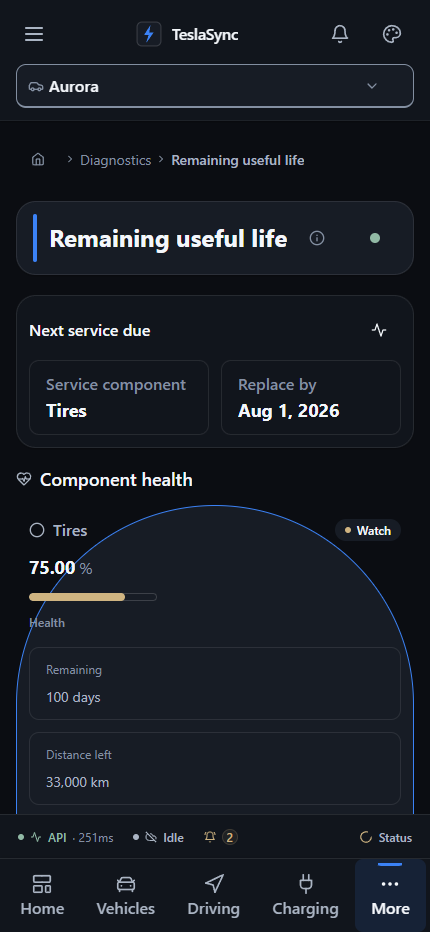 TeslaSync
Aurora
Diagnostics
Remaining useful life
Remaining useful life
Next service due
Service component
Tires
Replace by
Aug 1, 2026
Component health
Tires
Watch
75.00 %
Health
Remaining
100 days
Distance left
33,000 km
API · 251ms
Idle
2
Status
Home
Vehicles
Driving
Charging
More